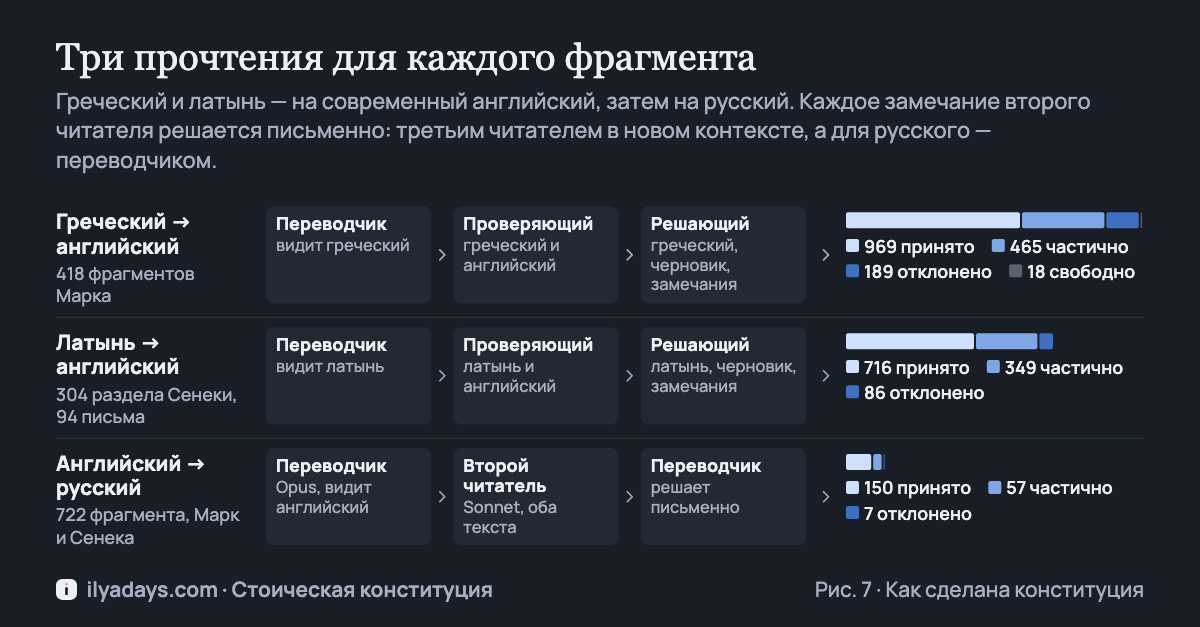 Три прочтения для каждого фрагмента
Греческий и латынь — на современный английский, затем на русский. Каждое замечание второго
читателя решается письменно: третьим читателем в новом контексте, а для русского —
переводчиком.
Греческий →
английский
418 фрагментов
Марка
Переводчик
видит греческий
›
Проверяющий
греческий и
английский
›
Решающий
греческий,
черновик,
замечания
›
969 принято 465 частично
189 отклонено 18 свободно
Латынь →
английский
304 раздела Сенеки,
94 письма
Переводчик
видит латынь
›
Проверяющий
латынь и
английский
›
Решающий
латынь, черновик,
замечания
›
716 принято 349 частично
86 отклонено
Английский →
русский
722 фрагмента, Марк
и Сенека
Переводчик
Opus, видит
английский
›
Второй
читатель
Sonnet, оба
текста
›
Переводчик
решает
письменно
›
150 принято 57 частично
7 отклонено
i ilyadays.com · Стоическая конституция
Рис. 7 · Как сделана конституция